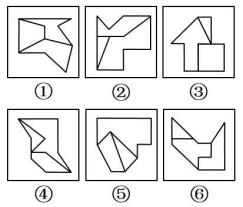 ① ② ③
④ ⑤ ⑥